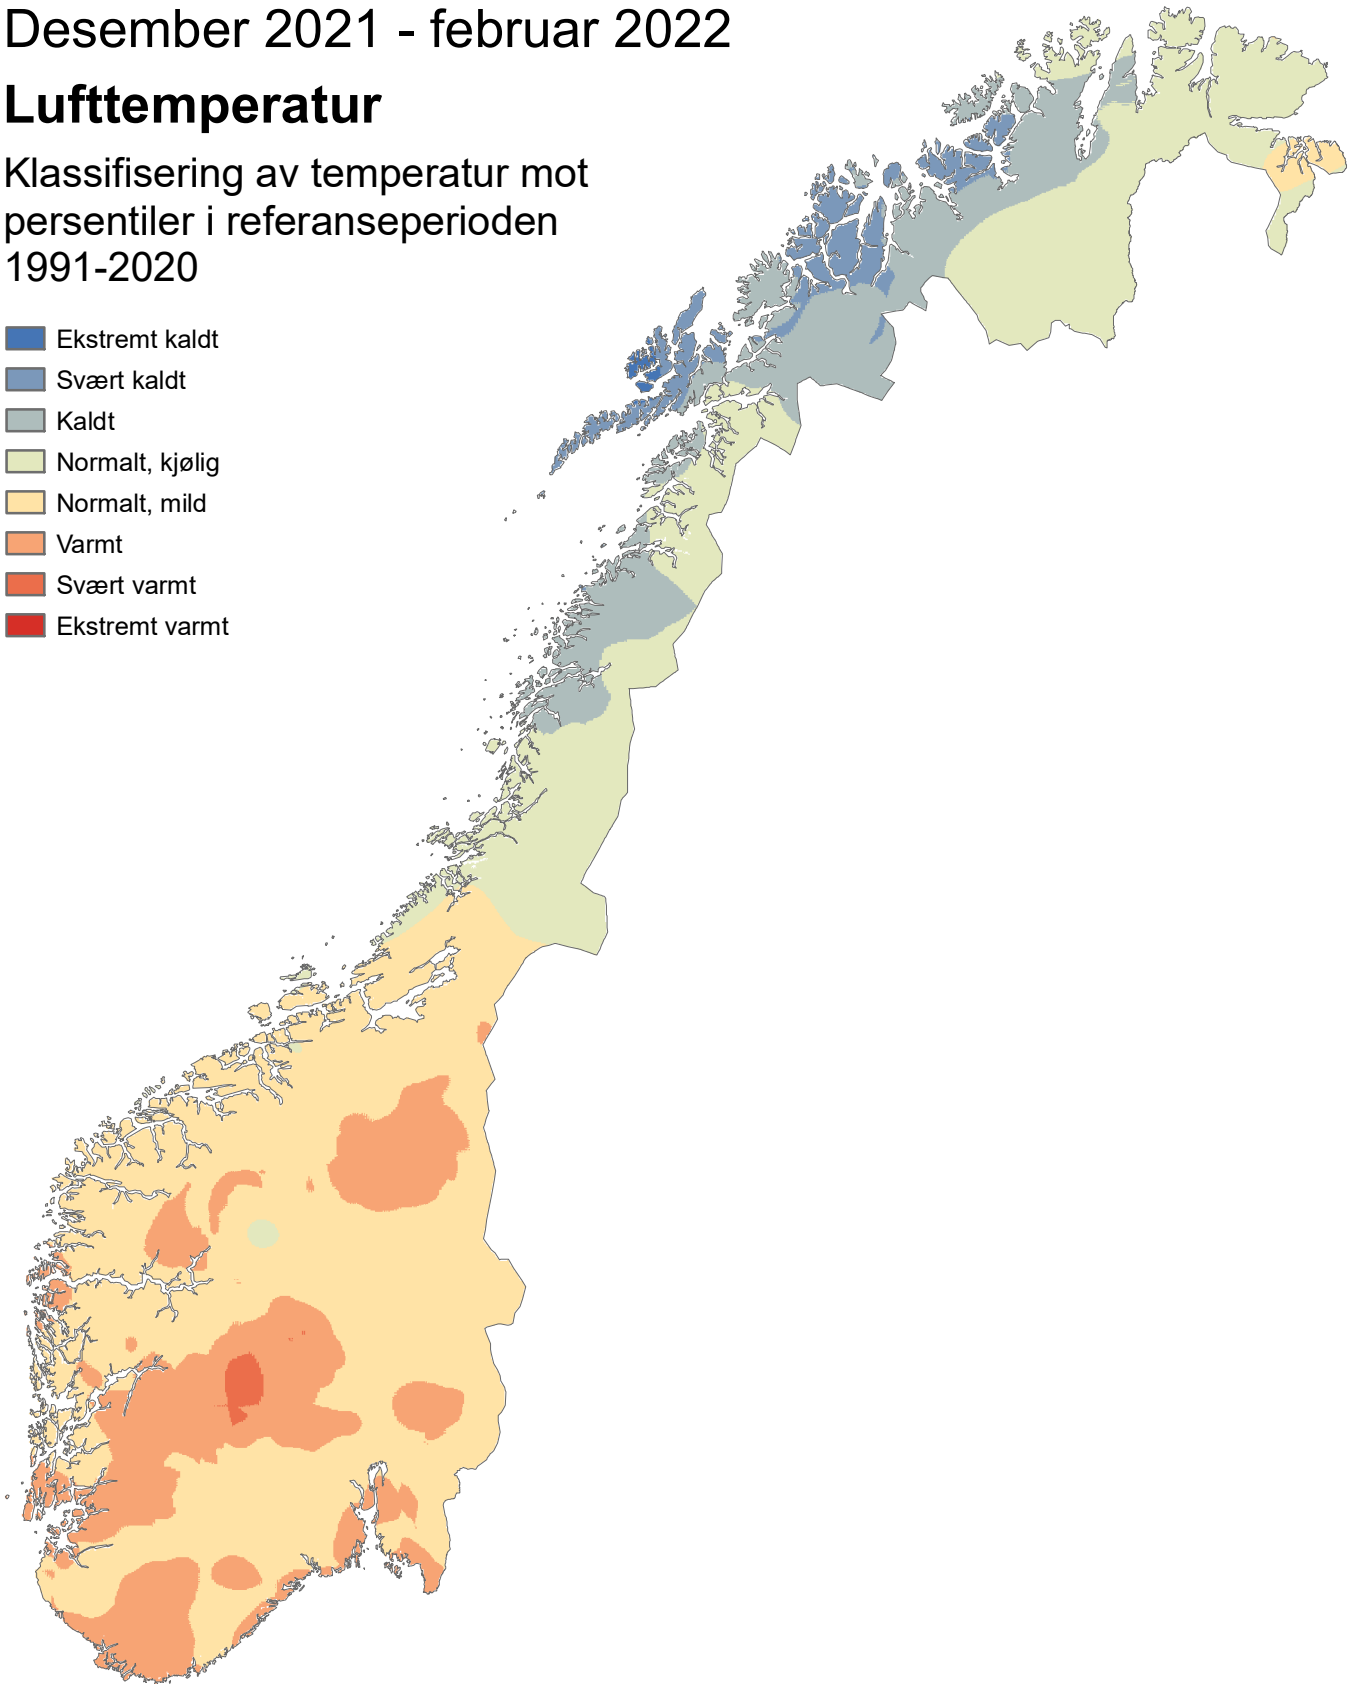 Desember 2021 - februar 2022
Lufttemperatur
Klassifisering av temperatur mot
persentiler i referanseperioden
1991-2020
Ekstremt kaldt
Svært kaldt
Kaldt
Normalt, kjølig
Normalt, mild
Varmt
Svært varmt
Ekstremt varmt